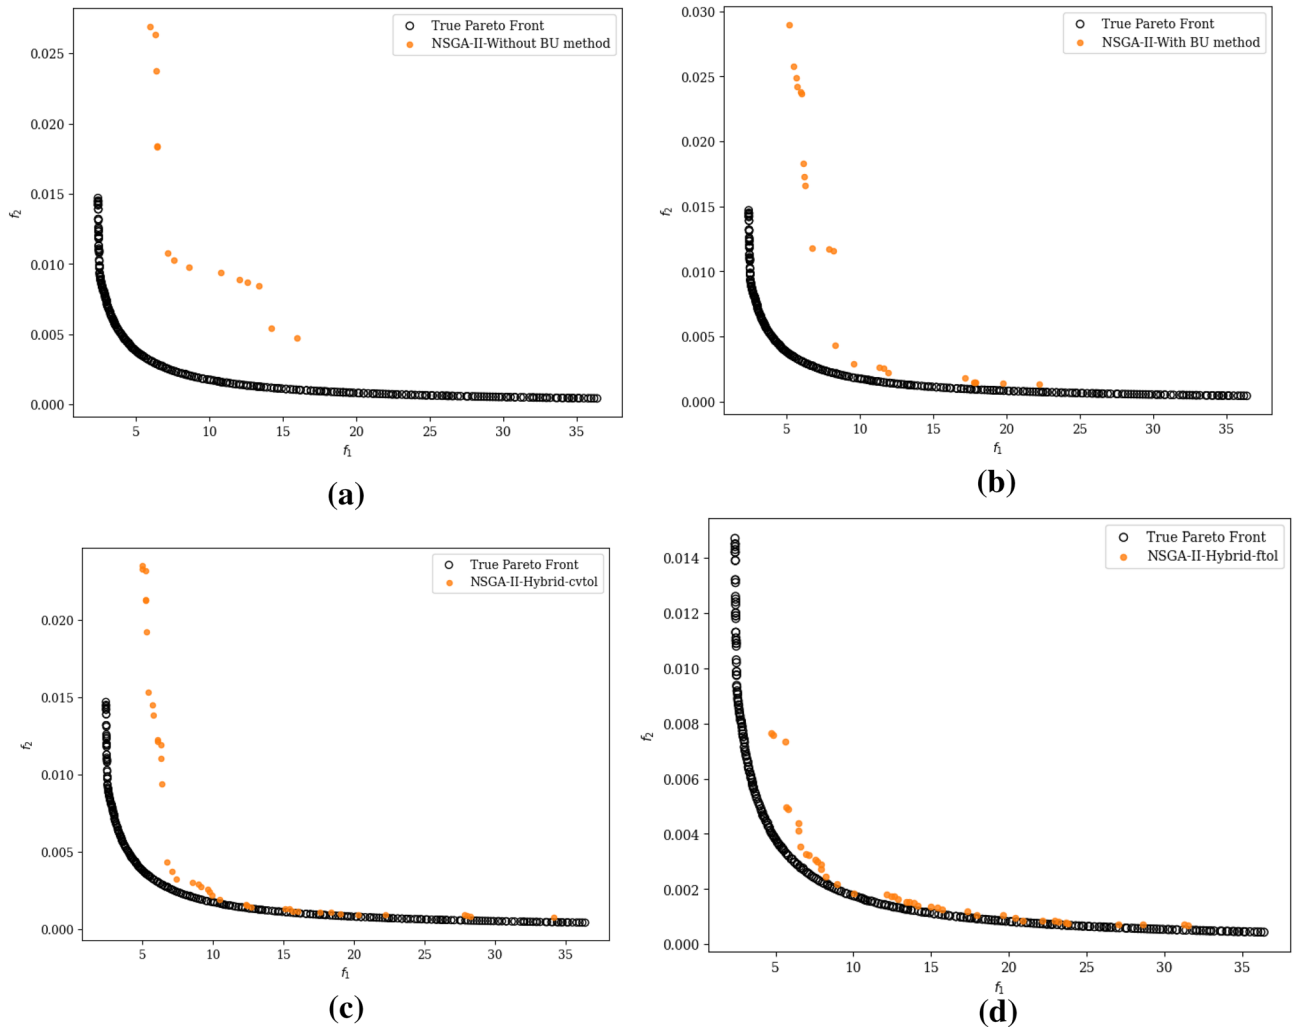 True Pareto Front
NSGA-II-Without BU method
0.025
0.020
0.015
0.010
0.005
0.000
f2
5 10 15 20 25 30 35
f1
(a)
0.030
True Pareto Front
NSGA-II-With BU method
0.025
0.020
0.015
0.010
0.005
0.000
f2
5 10 15 20 25 30 35
f1
(b)
True Pareto Front
NSGA-II-Hybrid-cvtol
0.020
0.015
0.010
0.005
0.000
f2
5 10 15 20 25 30 35
f1
(c)
True Pareto Front
NSGA-II-Hybrid-ftol
0.014
0.012
0.010
0.008
0.006
0.004
0.002
0.000
f2
5 10 15 20 25 30 35
f1
(d)